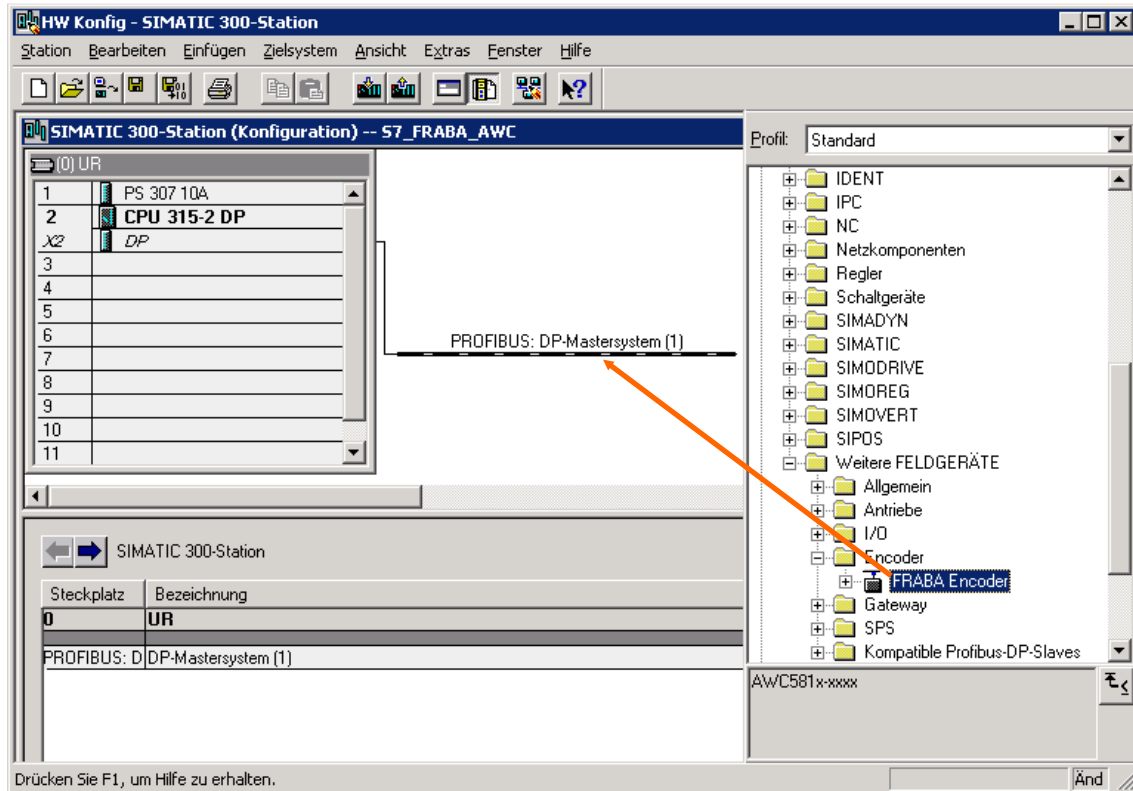 HW Konfig - SIMATIC 300-Station
Station Bearbeiten Einfügen Zielsystem Ansicht Extras Fenster Hilfe
SIMATIC 300-Station (Konfiguration) -- S7_FRABA_AWC
(0) UR
1 PS 307 10A
2 CPU 315-2 DP
X2 DP
3
4
5
6
7
8
9
10
11
PROFIBUS: DP-Mastersystem (1)
SIMATIC 300-Station
Steckplatz Bezeichnung
0 UR
PROFIBUS: D DP-Mastersystem (1)
Profil: Standard
IDENT
IPC
NC
Netzkomponenten
Regler
Schaltgeräte
SIMADYN
SIMATIC
SIMODRIVE
SIMOREG
SIMOVERT
SIPOS
Weitere FELDGERÄTE
Allgemein
Antriebe
I/O
Encoder
FRABA Encoder
Gateway
SPS
Kompatible Profibus-DP-Slaves
AWC581x-xxxx
Drücken Sie F1, um Hilfe zu erhalten.
Änd